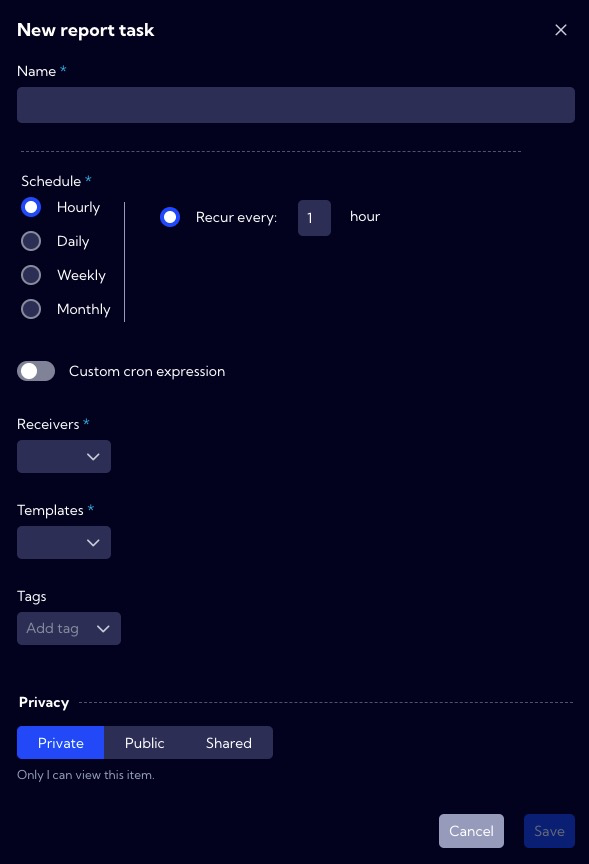 New report task
Name *
Schedule *
Hourly
Recur every: 1 hour
Daily
Weekly
Monthly
Custom cron expression
Receivers *
Templates *
Tags
Add tag
Privacy
Private Public Shared
Only I can view this item.
Cancel Save